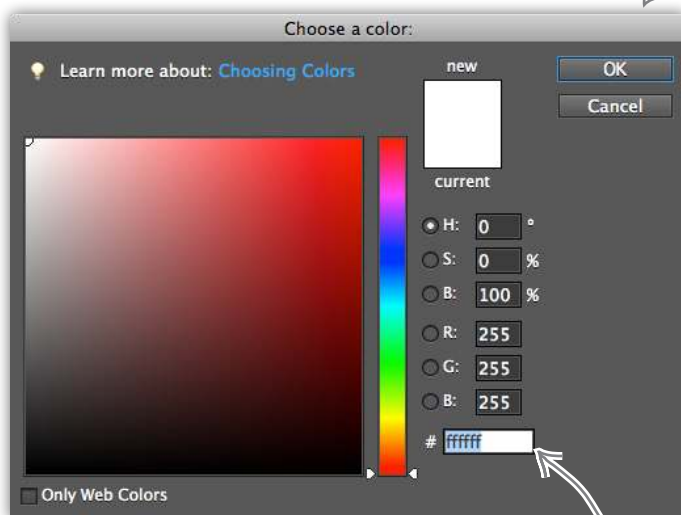 Choose a color:
Learn more about: Choosing Colors
new
OK
Cancel
current
H: 0 °
S: 0 %
B: 100 %
R: 255
G: 255
B: 255
# ffffff
Only Web Colors